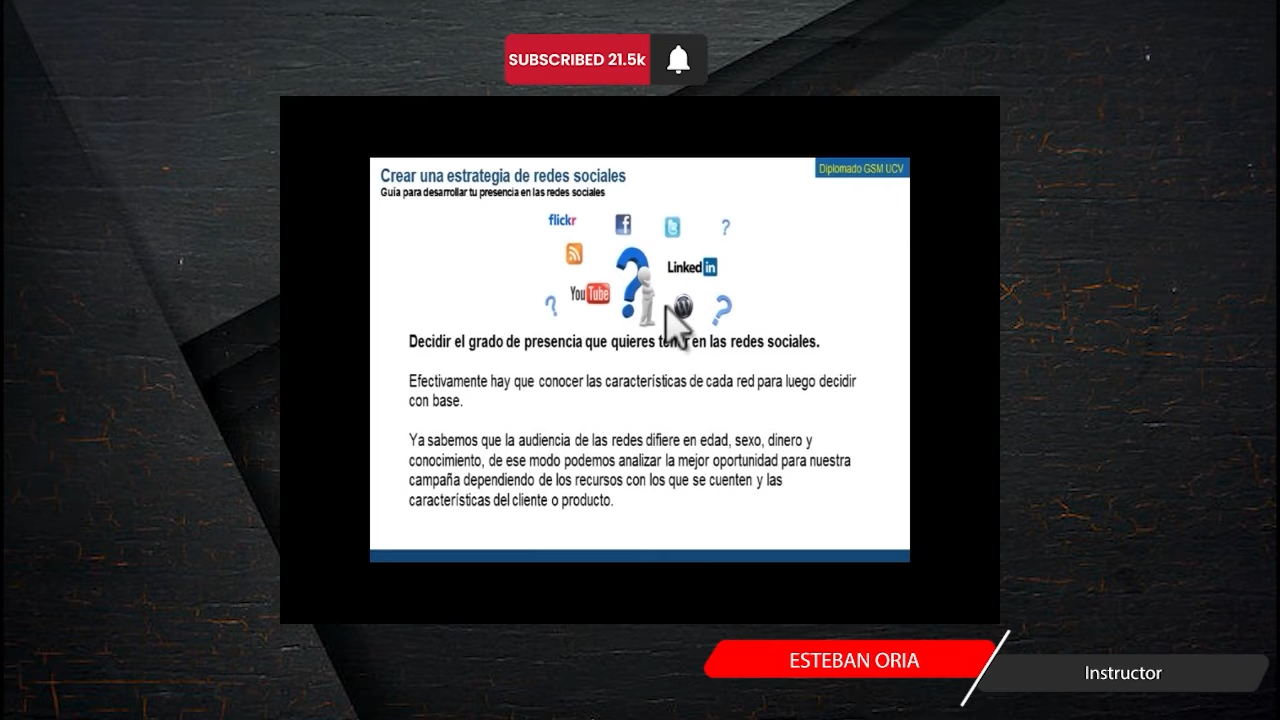 SUBSCRIBED 21.5k
Crear una estrategia de redes sociales
Diplomado GSM UCV
Guía para desarrollar tu presencia en las redes sociales
flickr
f
?
Linked in
?
You Tube
?
?
Decidir el grado de presencia que quieres en las redes sociales.
Efectivamente hay que conocer las características de cada red para luego decidir
con base.
Ya sabemos que la audiencia de las redes difiere en edad, sexo, dinero y
conocimiento, de ese modo podemos analizar la mejor oportunidad para nuestra
campaña dependiendo de los recursos con los que se cuenten y las
características del cliente o producto.
ESTEBAN ORIA
Instructor